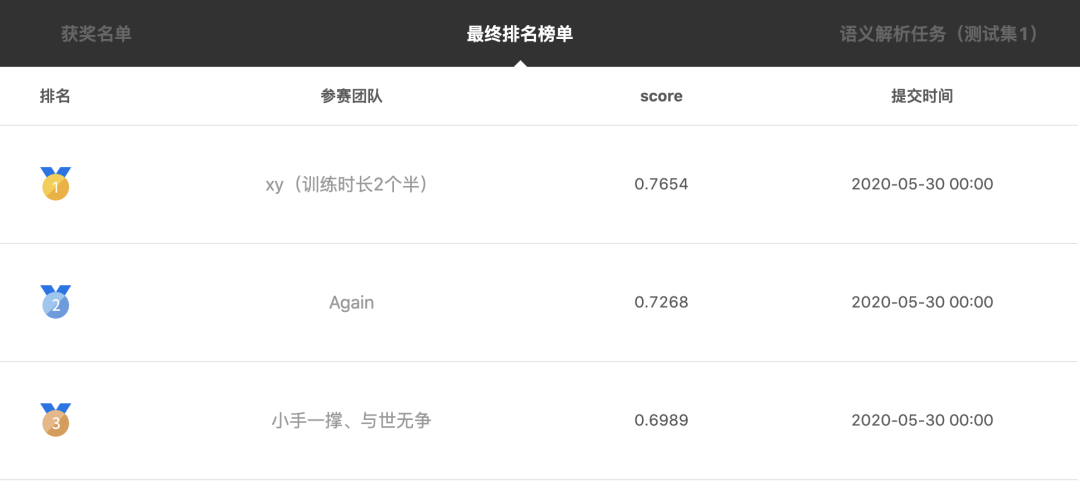 获奖名单 最终排名榜单 语义解析任务（测试集1）
排名 参赛团队 score 提交时间
1 xy（训练时长2个半） 0.7654 2020-05-30 00:00
2 Again 0.7268 2020-05-30 00:00
3 小手一撑、与世无争 0.6989 2020-05-30 00:00